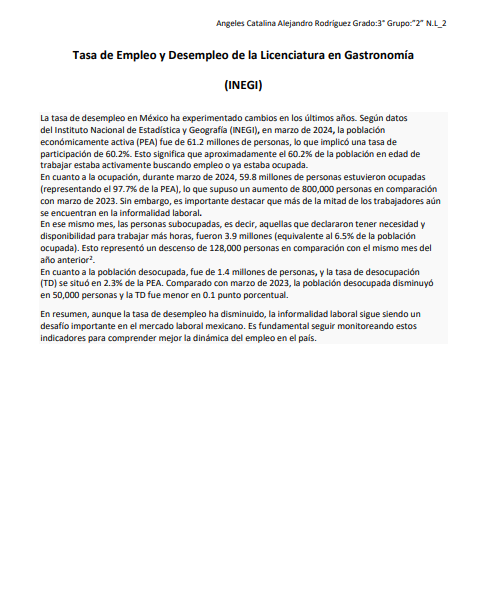 Angeles Catalina Alejandro Rodríguez Grado:3° Grupo:"2" N.L_2
Tasa de Empleo y Desempleo de la Licenciatura en Gastronomía
(INEGI)
La tasa de desempleo en México ha experimentado cambios en los últimos años. Según datos
del Instituto Nacional de Estadística y Geografía (INEGI), en marzo de 2024, la población
económicamente activa (PEA) fue de 61.2 millones de personas, lo que implicó una tasa de
participación de 60.2%. Esto significa que aproximadamente el 60.2% de la población en edad de
trabajar estaba activamente buscando empleo o ya estaba ocupada.
En cuanto a la ocupación, durante marzo de 2024, 59.8 millones de personas estuvieron ocupadas
(representando el 97.7% de la PEA), lo que supuso un aumento de 800,000 personas en comparación
con marzo de 2023. Sin embargo, es importante destacar que más de la mitad de los trabajadores aún
se encuentran en la informalidad laboral.
En ese mismo mes, las personas subocupadas, es decir, aquellas que declararon tener necesidad y
disponibilidad para trabajar más horas, fueron 3.9 millones (equivalente al 6.5% de la población
ocupada). Esto representó un descenso de 128,000 personas en comparación con el mismo mes del
año anterior².
En cuanto a la población desocupada, fue de 1.4 millones de personas, y la tasa de desocupación
(TD) se situó en 2.3% de la PEA. Comparado con marzo de 2023, la población desocupada disminuyó
en 50,000 personas y la TD fue menor en 0.1 punto porcentual.
En resumen, aunque la tasa de desempleo ha disminuido, la informalidad laboral sigue siendo un
desafío importante en el mercado laboral mexicano. Es fundamental seguir monitoreando estos
indicadores para comprender mejor la dinámica del empleo en el país.